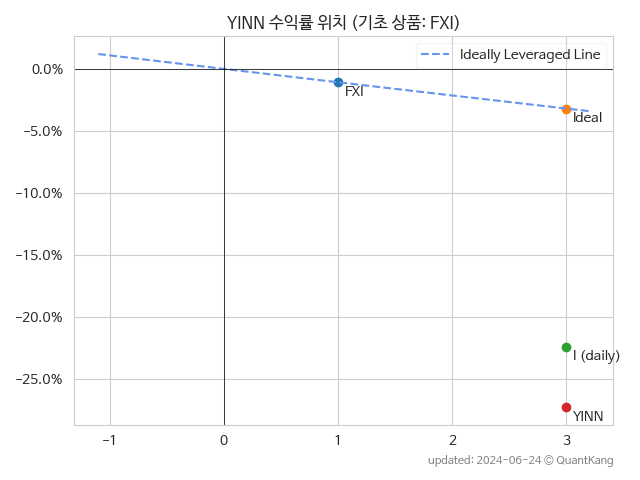 YINN 수익률 위치 (기초 상품: FXI)
Ideally Leveraged Line
0.0%
−5.0%
−10.0%
−15.0%
−20.0%
−25.0%
FXI
Ideal
I (daily)
YINN
−1
0
1
2
3
updated: 2024-06-24 © QuantKang